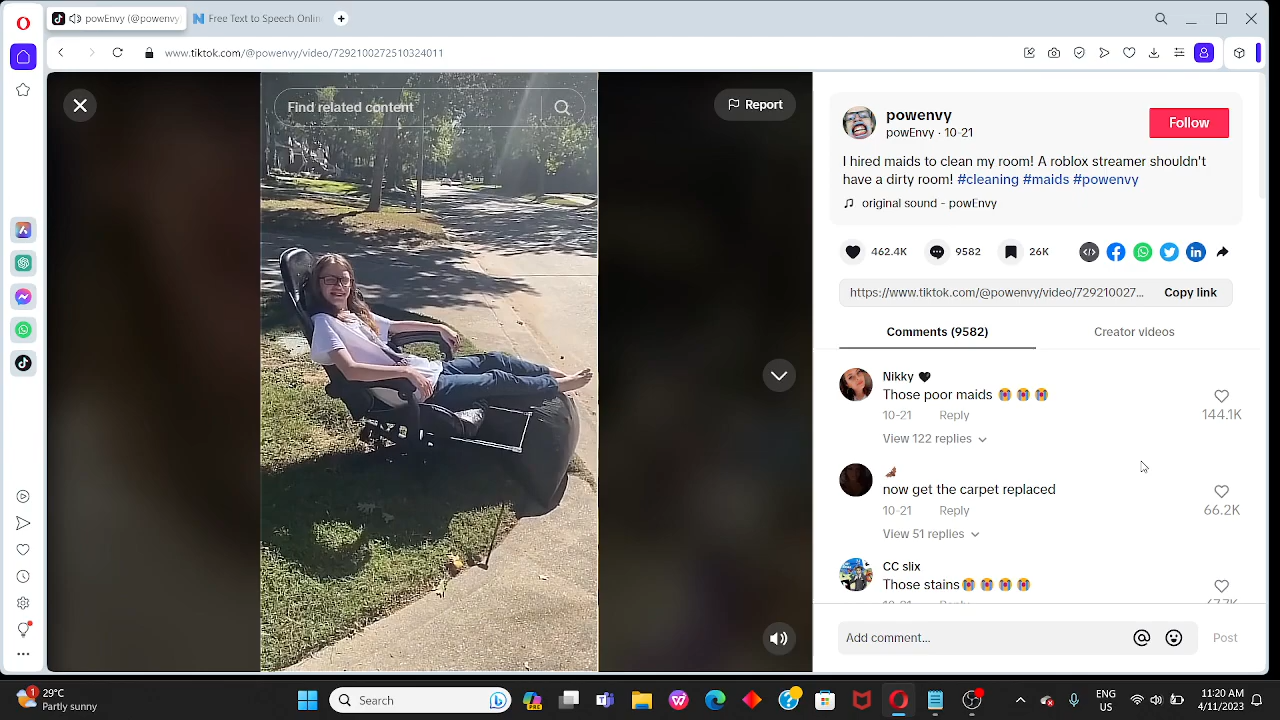 powEnvy (@powenvy)
Free Text to Speech Onlin
www.tiktok.com/@powenvy/video/7292100272510324011
Find related content
Report
powenvy
powEnvy · 10-21
Follow
I hired maids to clean my room! A roblox streamer shouldn't
have a dirty room! #cleaning #maids #powenvy
original sound - powEnvy
462.4K
9582
26K
https://www.tiktok.com/@powenvy/video/729210027...
Copy link
Comments (9582)
Creator videos
Nikky 🖤
Those poor maids 😭😭😭
10-21 Reply
144.1K
View 122 replies
now get the carpet replaced
10-21 Reply
66.2K
View 51 replies
CC slix
Those stains😭😭😭😭
Add comment...
Post
1
29°C
Partly sunny
Search
PRE
ENG
US
11:20 AM
4/11/2023